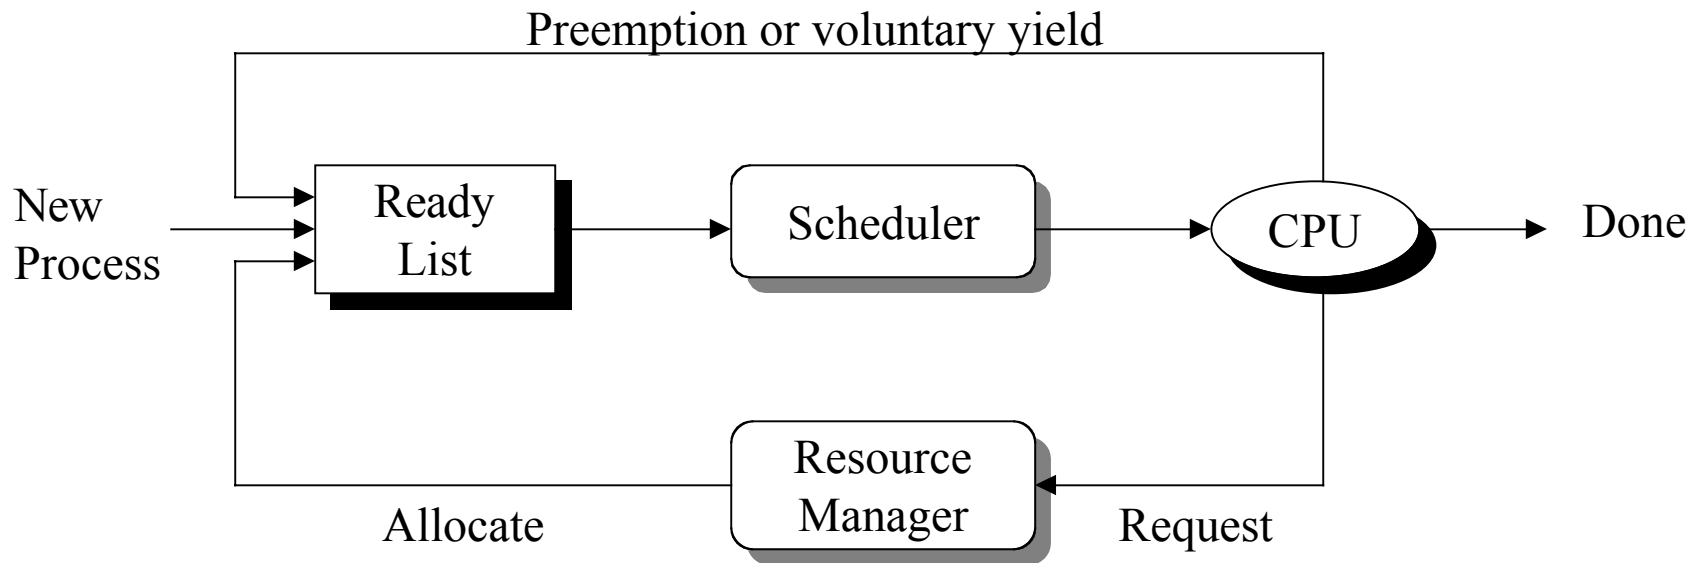 Preemption or voluntary yield
New
Process
Ready
List
Scheduler
CPU
Done
Resource
Manager
Allocate
Request